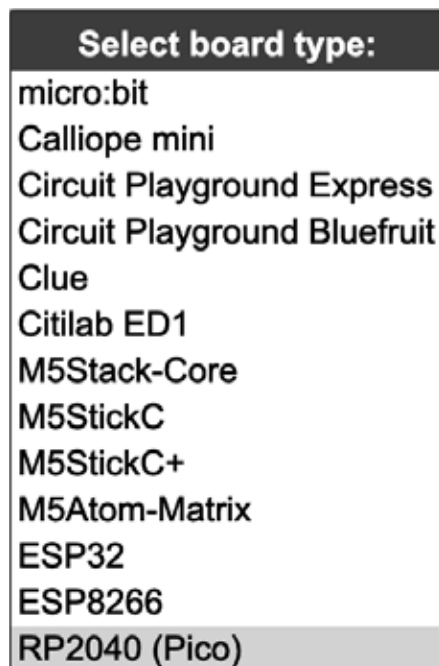 Select board type:
micro:bit
Calliope mini
Circuit Playground Express
Circuit Playground Bluefruit
Clue
Citilab ED1
M5Stack-Core
M5StickC
M5StickC+
M5Atom-Matrix
ESP32
ESP8266
RP2040 (Pico)